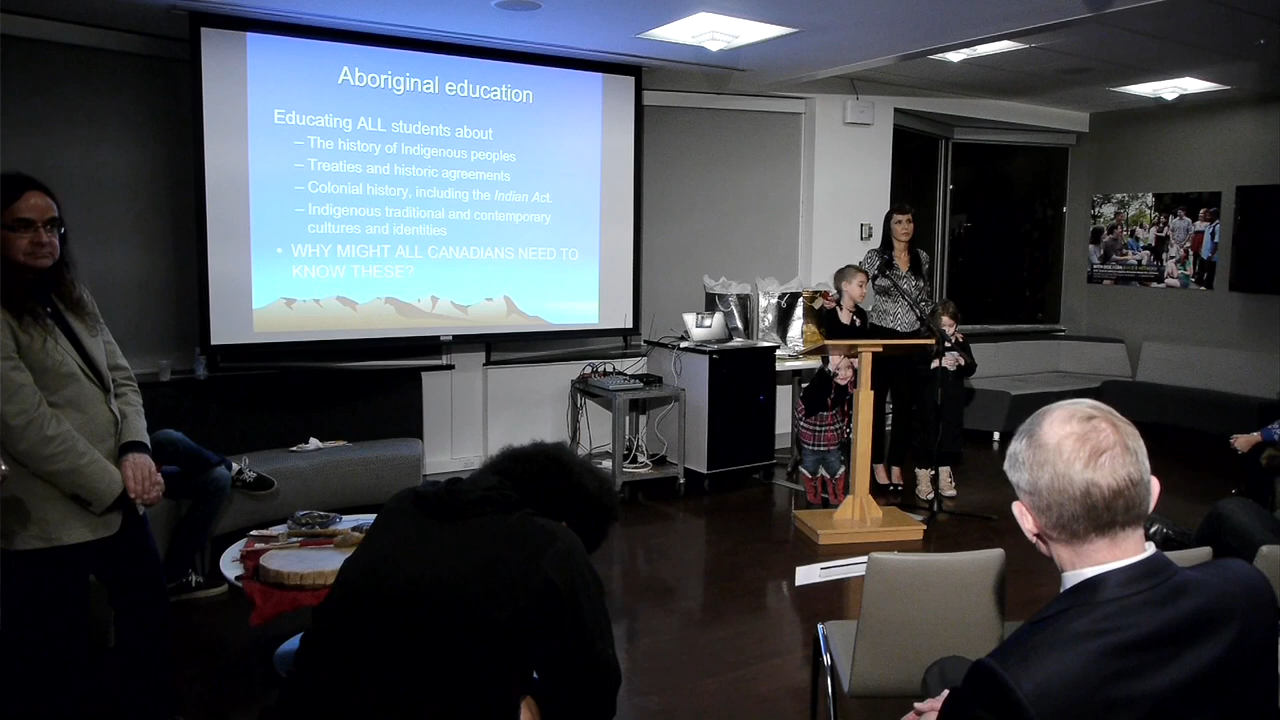 Aboriginal education
Educating ALL students about
– The history of Indigenous peoples
– Treaties and historic agreements
– Colonial history, including the Indian Act.
– Indigenous traditional and contemporary
cultures and identities
• WHY MIGHT ALL CANADIANS NEED TO
KNOW THESE?